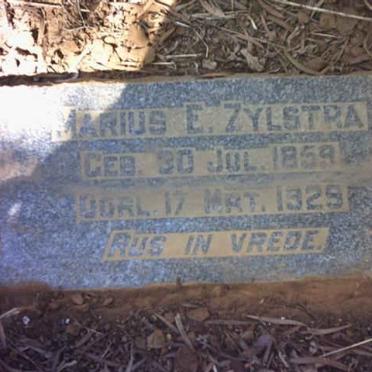 MARIUS E. ZYLSTRA
GEB. 30 JUL. 1859
OORL. 17 MRT. 1929
RUS IN VREDE.